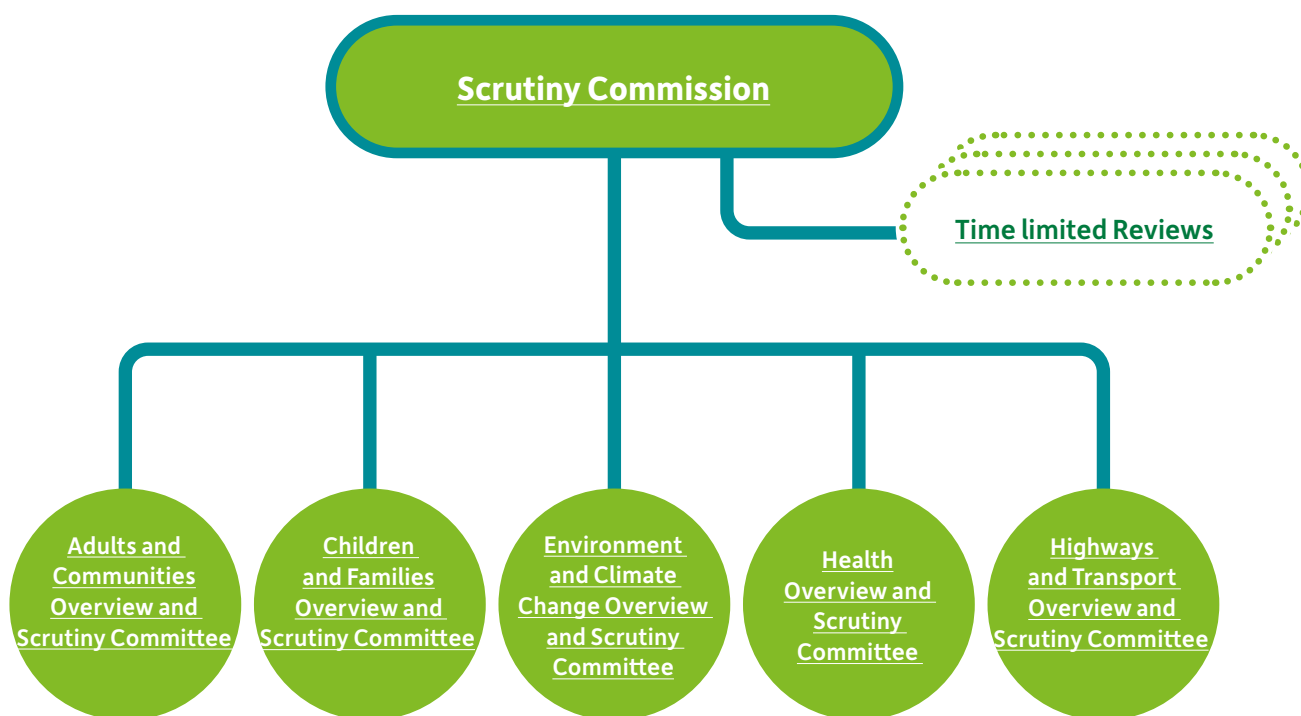 Scrutiny Commission
Time limited Reviews
Adults and
Communities
Overview and
Scrutiny Committee
Children
and Families
Overview and
Scrutiny Committee
Environment
and Climate
Change Overview
and Scrutiny
Committee
Health
Overview and
Scrutiny
Committee
Highways
and Transport
Overview and
Scrutiny Committee